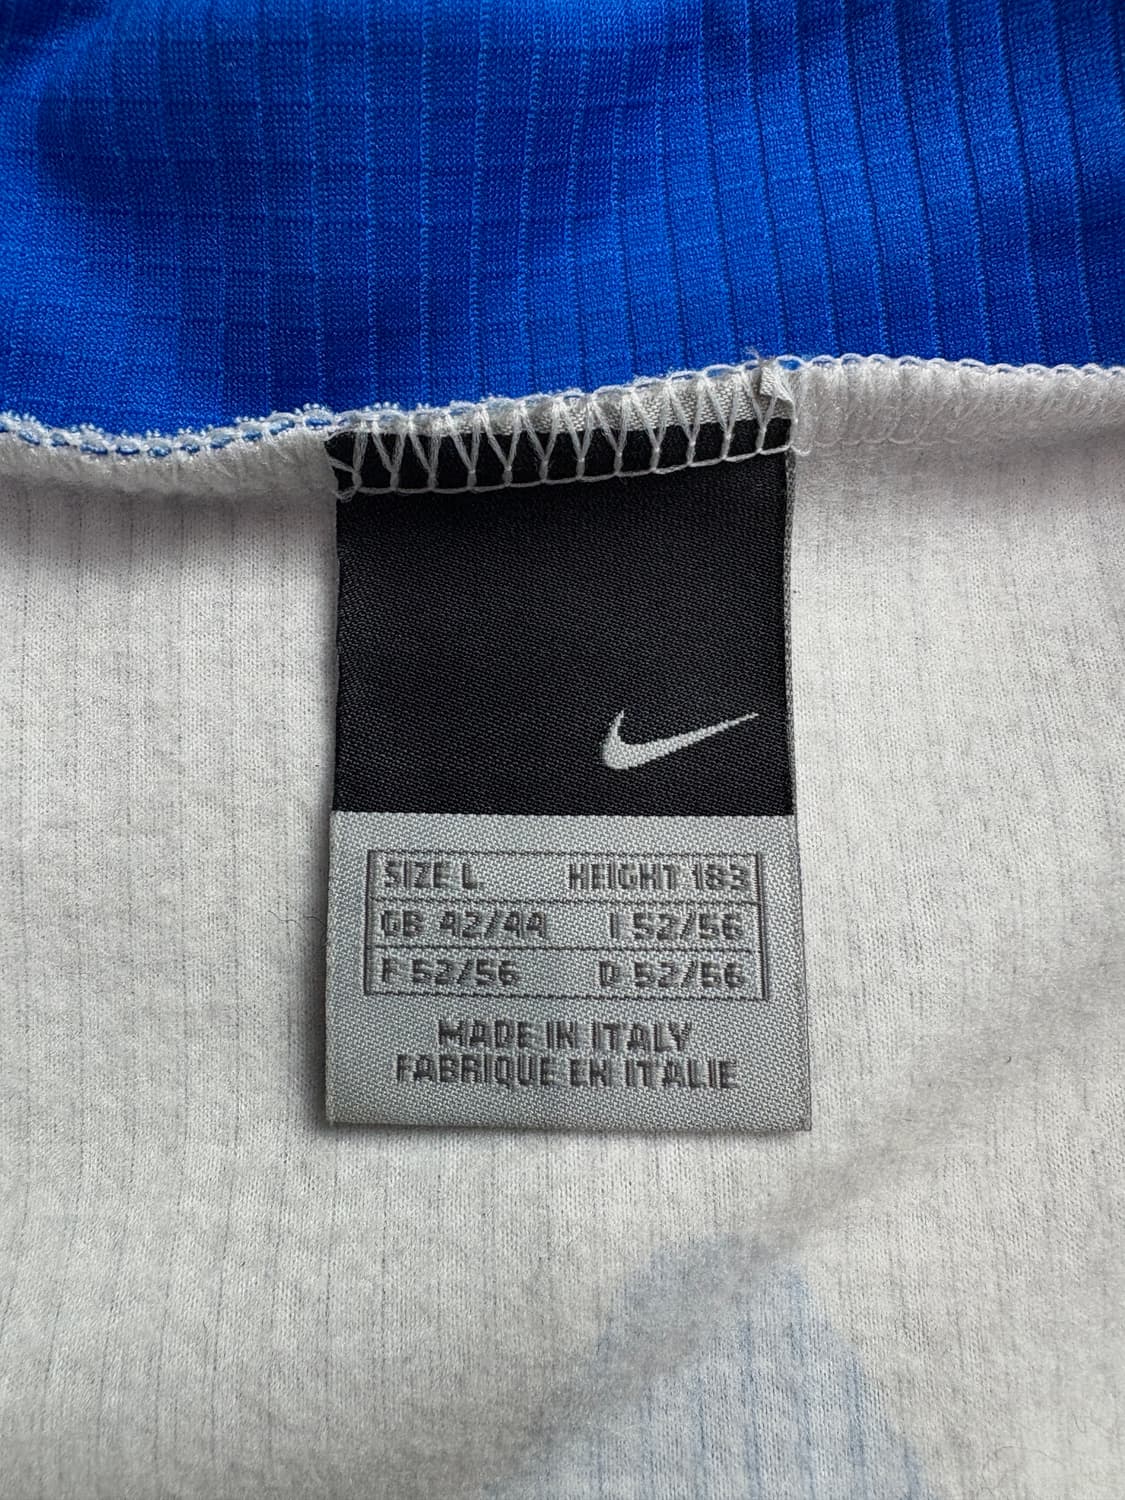 SIZE L HEIGHT 183
GB 42/44 I 52/56
F 52/56 D 52/56
MADE IN ITALY
FABRIQUE EN ITALIE